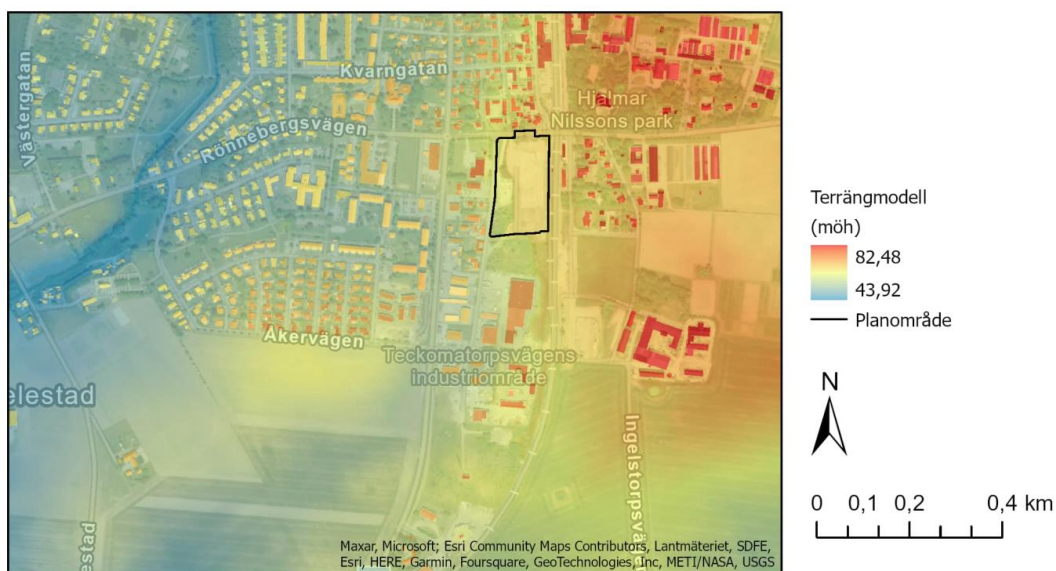 Västergatan
Kvarngatan
Rönnebergsvägen
Hjalmar
Nilssons park
Åkervägen
Teckomatorpsvägens
industriområde
elestad
estad
Ingelstorpsvägen
Maxar, Microsoft; Esri Community Maps Contributors, Lantmäteriet, SDFE,
Esri, HERE, Garmin, Foursquare, GeoTechnologies, Inc, METI/NASA, USGS
Terrängmodell
(möh)
82,48
43,92
Planområde
N
0 0,1 0,2 0,4 km